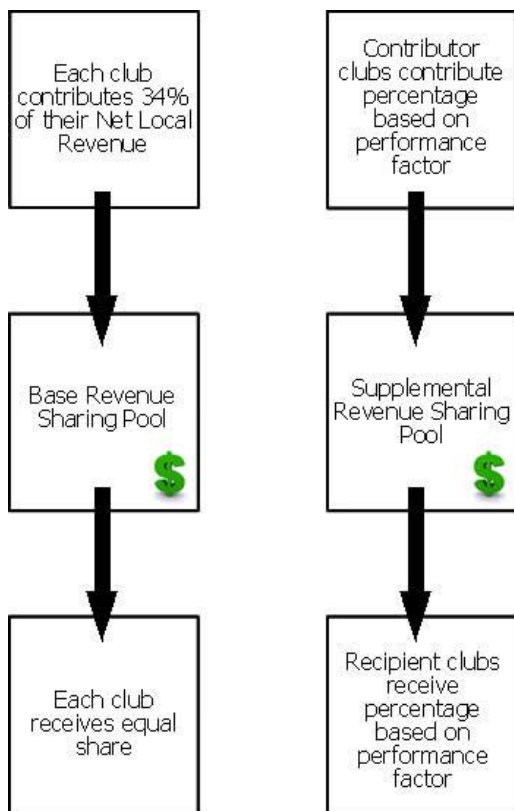 Each club
contributes 34%
of their Net Local
Revenue
Base Revenue
Sharing Pool
$
Each club
receives equal
share
Contributor
clubs contribute
percentage
based on
performance
factor
Supplemental
Revenue Sharing
Pool
$
Recipient clubs
receive
percentage
based on
performance
factor